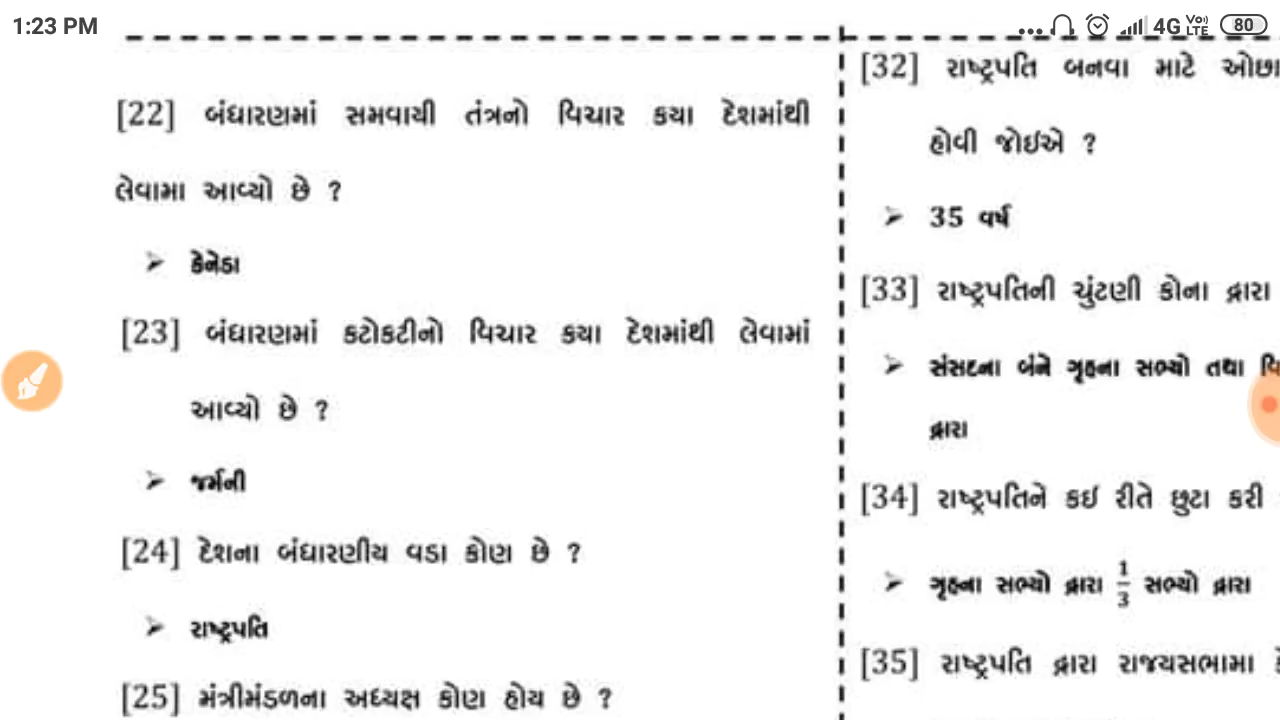 1:23 PM
4G
80
[22] બંધારણમાં સમવાયી તંત્રનો વિચાર કયા દેશમાંથી
લેવામા આવ્યો છે ?
➢ કેનેડા
[23] બંધારણમાં કટોકટીનો વિચાર કયા દેશમાંથી લેવામાં
આવ્યો છે ?
➢ જર્મની
[24] દેશના બંધારણીય વડા કોણ છે ?
➢ રાષ્ટ્રપતિ
[25] મંત્રીમંડળના અધ્યક્ષ કોણ હોય છે ?
[32] રાષ્ટ્રપતિ બનવા માટે ઓછા
હોવી જોઈએ ?
➢ 35 વર્ષ
[33] રાષ્ટ્રપતિની ચુંટણી કોના દ્વારા
➢ સંસદના બંને ગૃહના સભ્યો તથા
દ્વારા
[34] રાષ્ટ્રપતિને કઈ રીતે છુટા કરી
➢ ગૃહના સભ્યો દ્વારા 1/3 સભ્યો દ્વારા
[35] રાષ્ટ્રપતિ દ્વારા રાજયસભામા